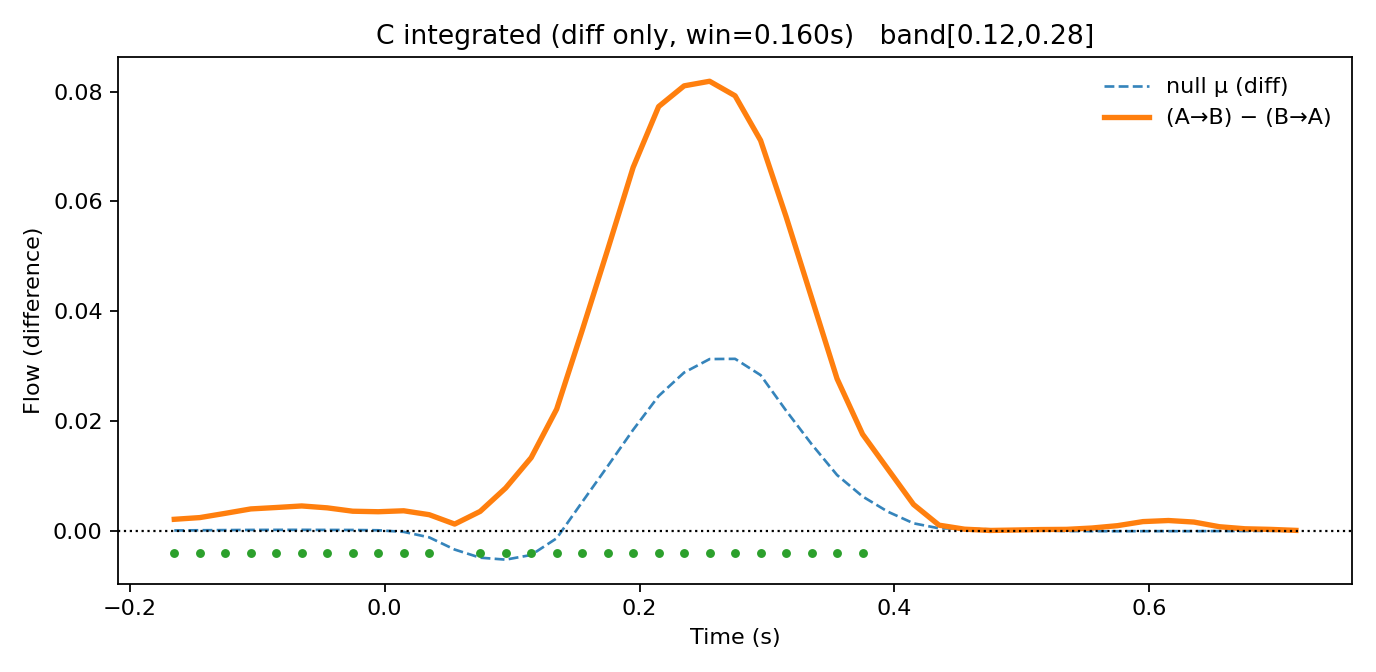 C integrated (diff only, win=0.160s)   band[0.12,0.28]
null μ (diff)
(A→B) − (B→A)
Flow (difference)
0.08
0.06
0.04
0.02
0.00
−0.2
0.0
0.2
0.4
0.6
Time (s)